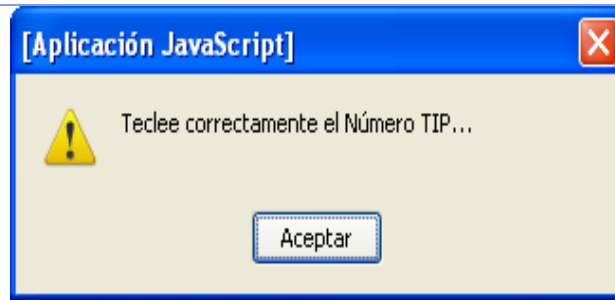 [Aplicación JavaScript]
Teclee correctamente el Número TIP...
Aceptar